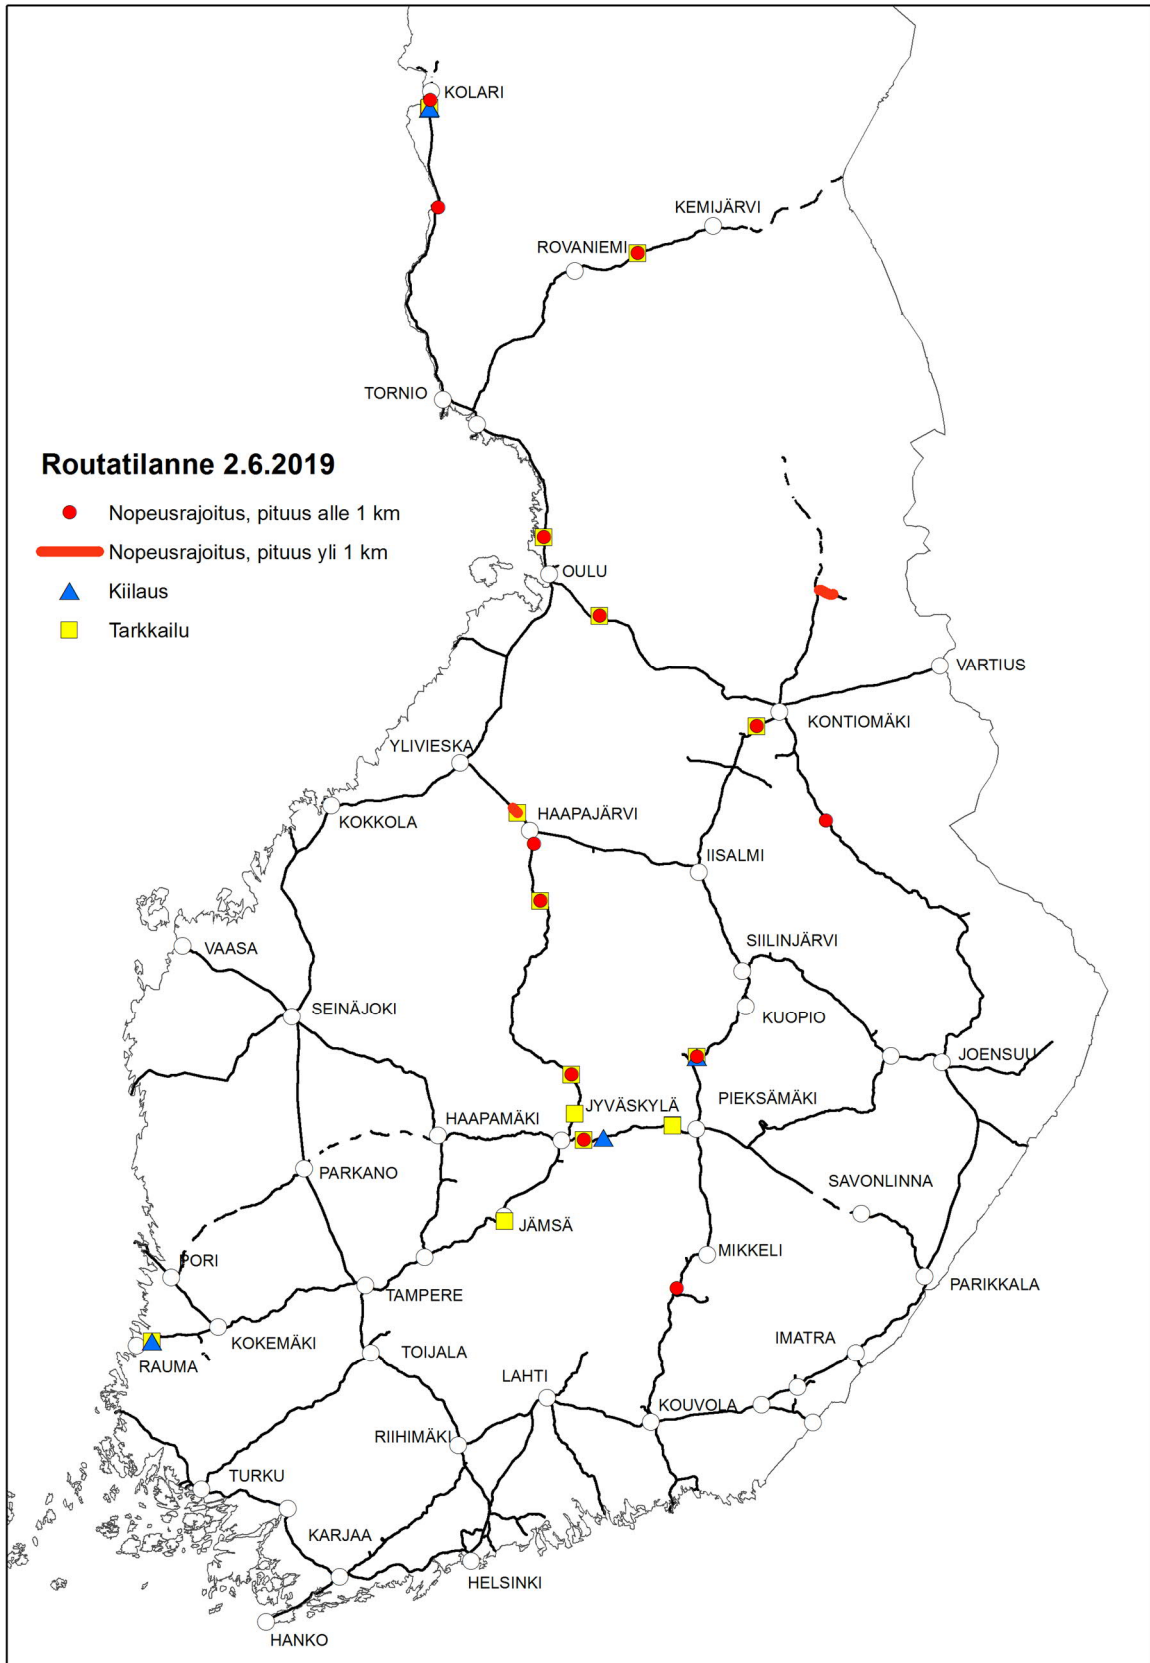 KOLARI
KEMIJÄRVI
ROVANIEMI
TORNIO
Routatilanne 2.6.2019
Nopeusrajoitus, pituus alle 1 km
Nopeusrajoitus, pituus yli 1 km
Kiilaus
Tarkkailu
OULU
VARTIUS
KONTIOMÄKI
YLIVIESKA
HAAPAJÄRVI
KOKKOLA
IISALMI
SIILINJÄRVI
VAASA
SEINÄJOKI
KUOPIO
JOENSUU
PIEKSÄMÄKI
JYVÄSKYLÄ
HAAPAMÄKI
PARKANO
SAVONLINNA
JÄMSÄ
MIKKELI
PORI
PARIKKALA
TAMPERE
KOKEMÄKI
IMATRA
RAUMA
TOIJALA
LAHTI
KOUVOLA
RIIHIMÄKI
TURKU
KARJAA
HELSINKI
HANKO